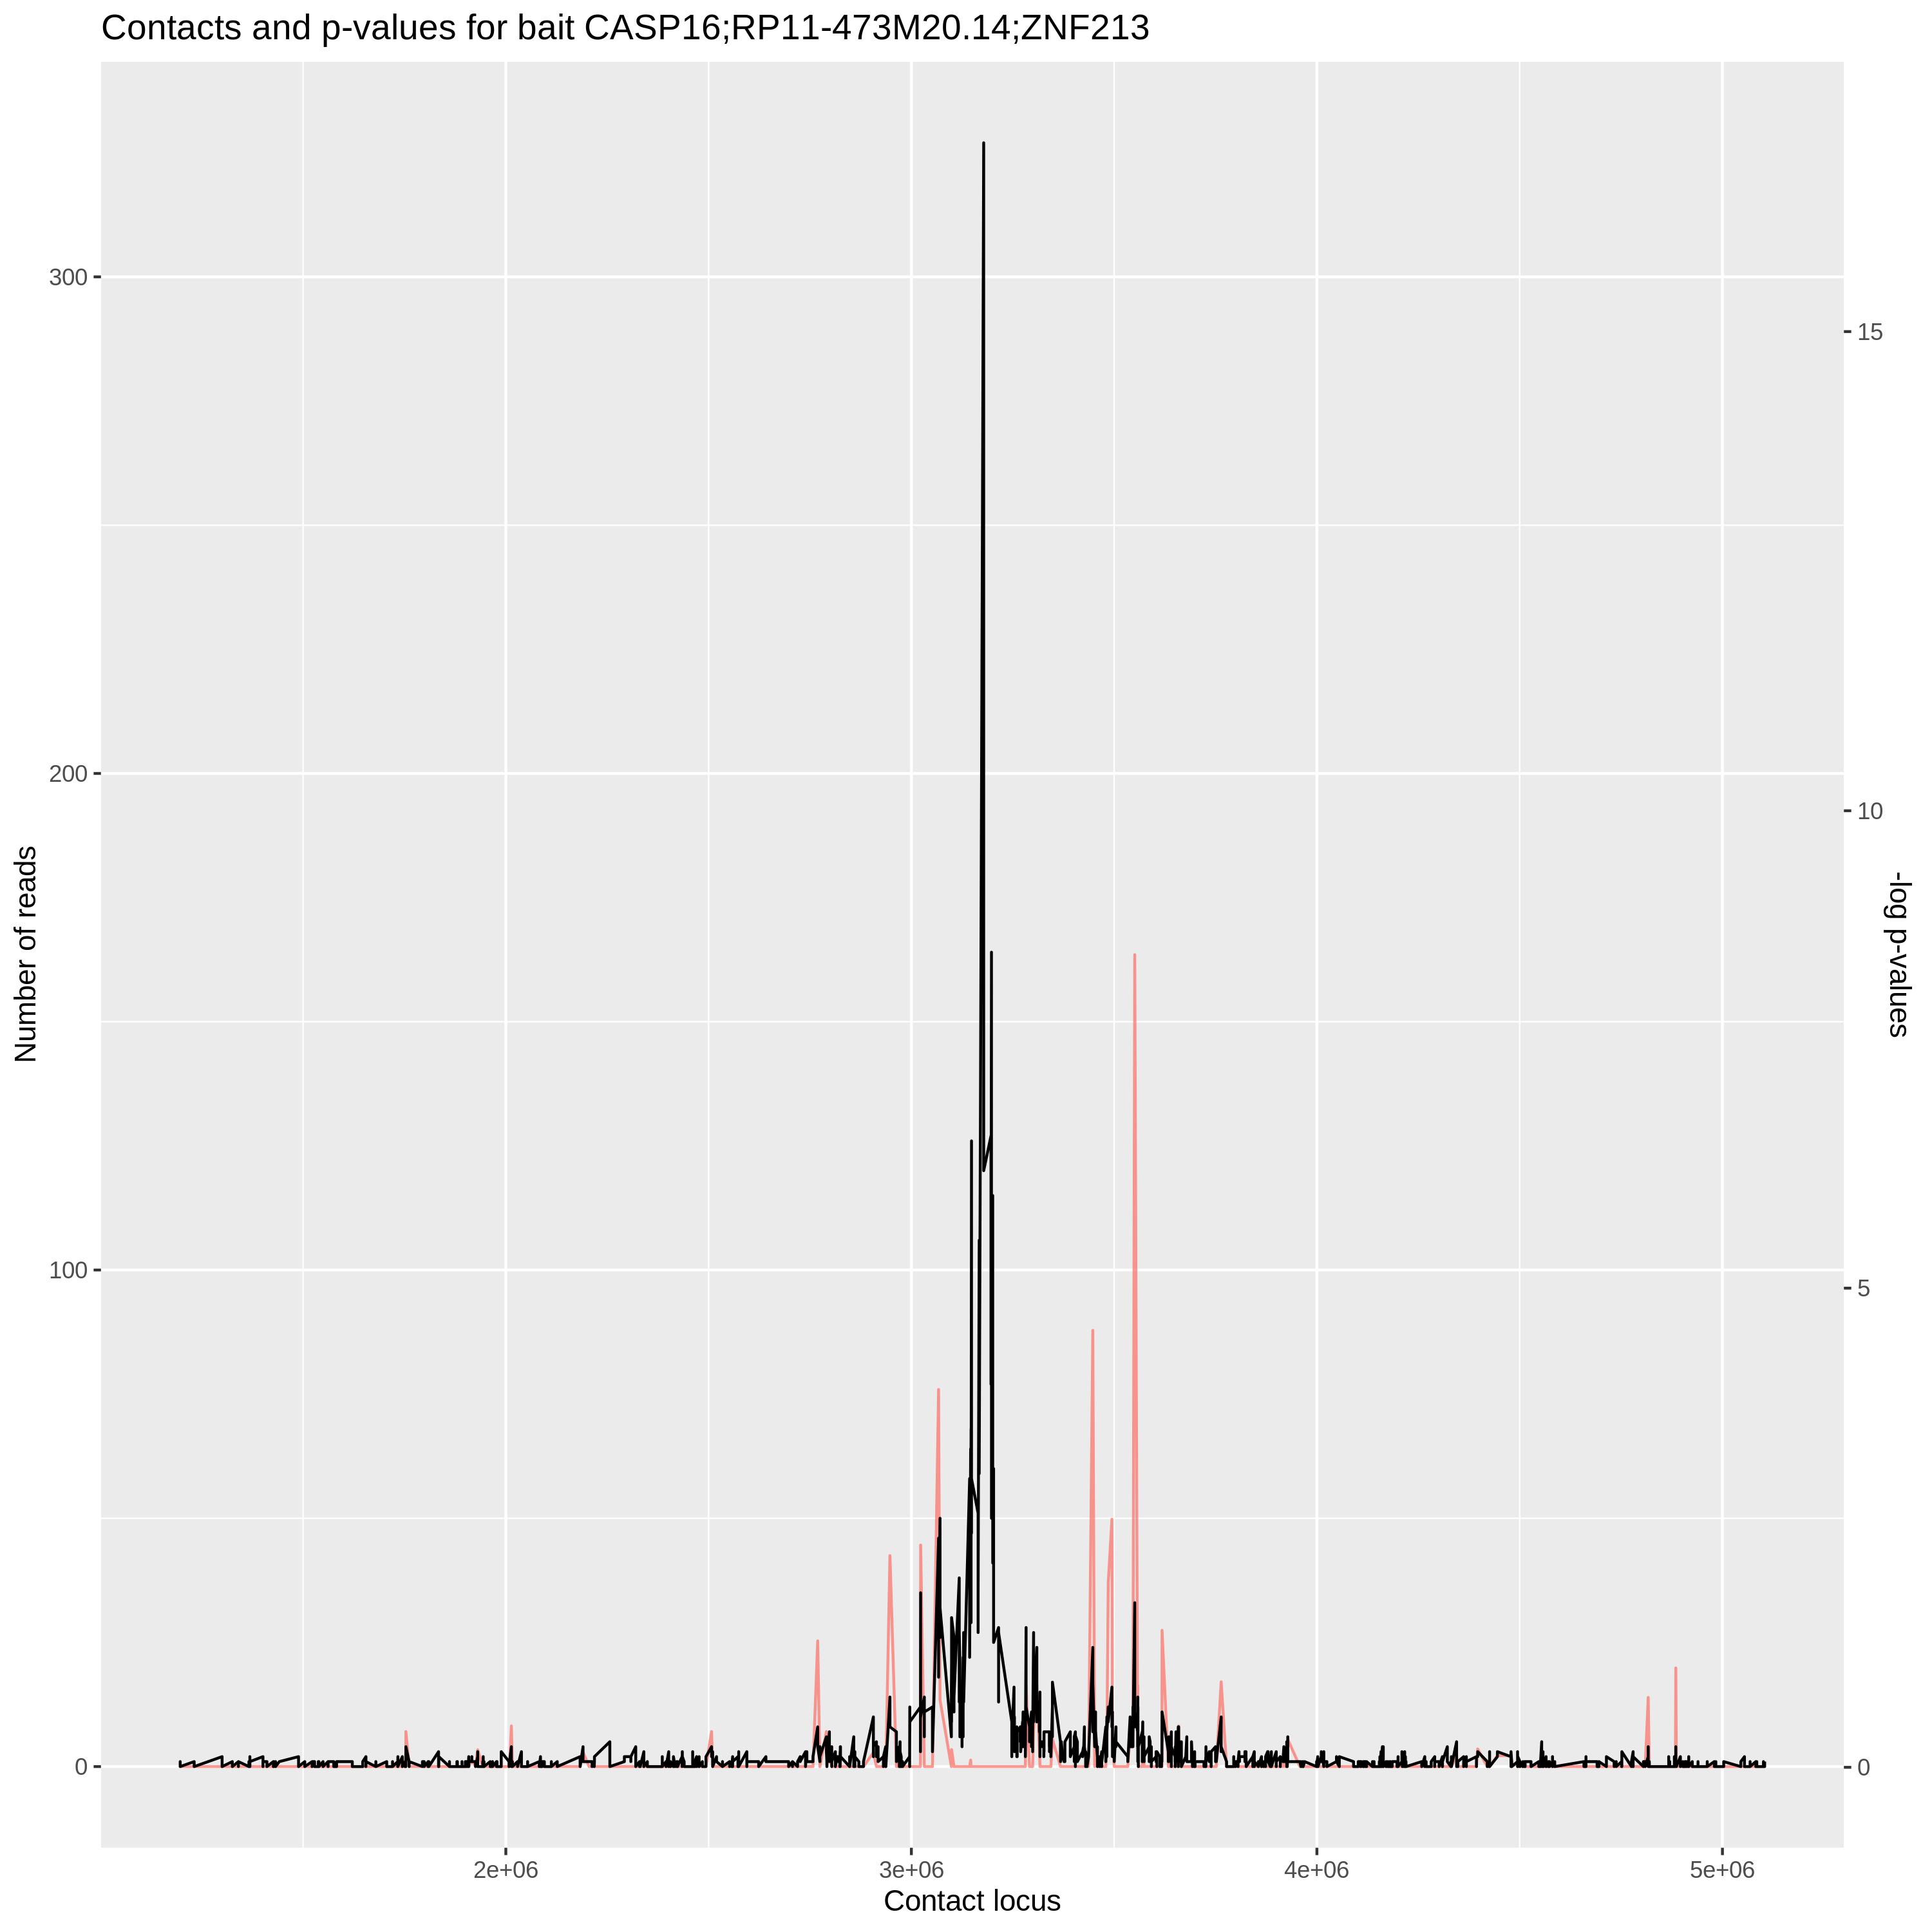 Contacts and p-values for bait CASP16;RP11-473M20.14;ZNF213
300
200
100
0
Number of reads
15
10
5
0
-log p-values
2e+06
3e+06
4e+06
5e+06
Contact locus